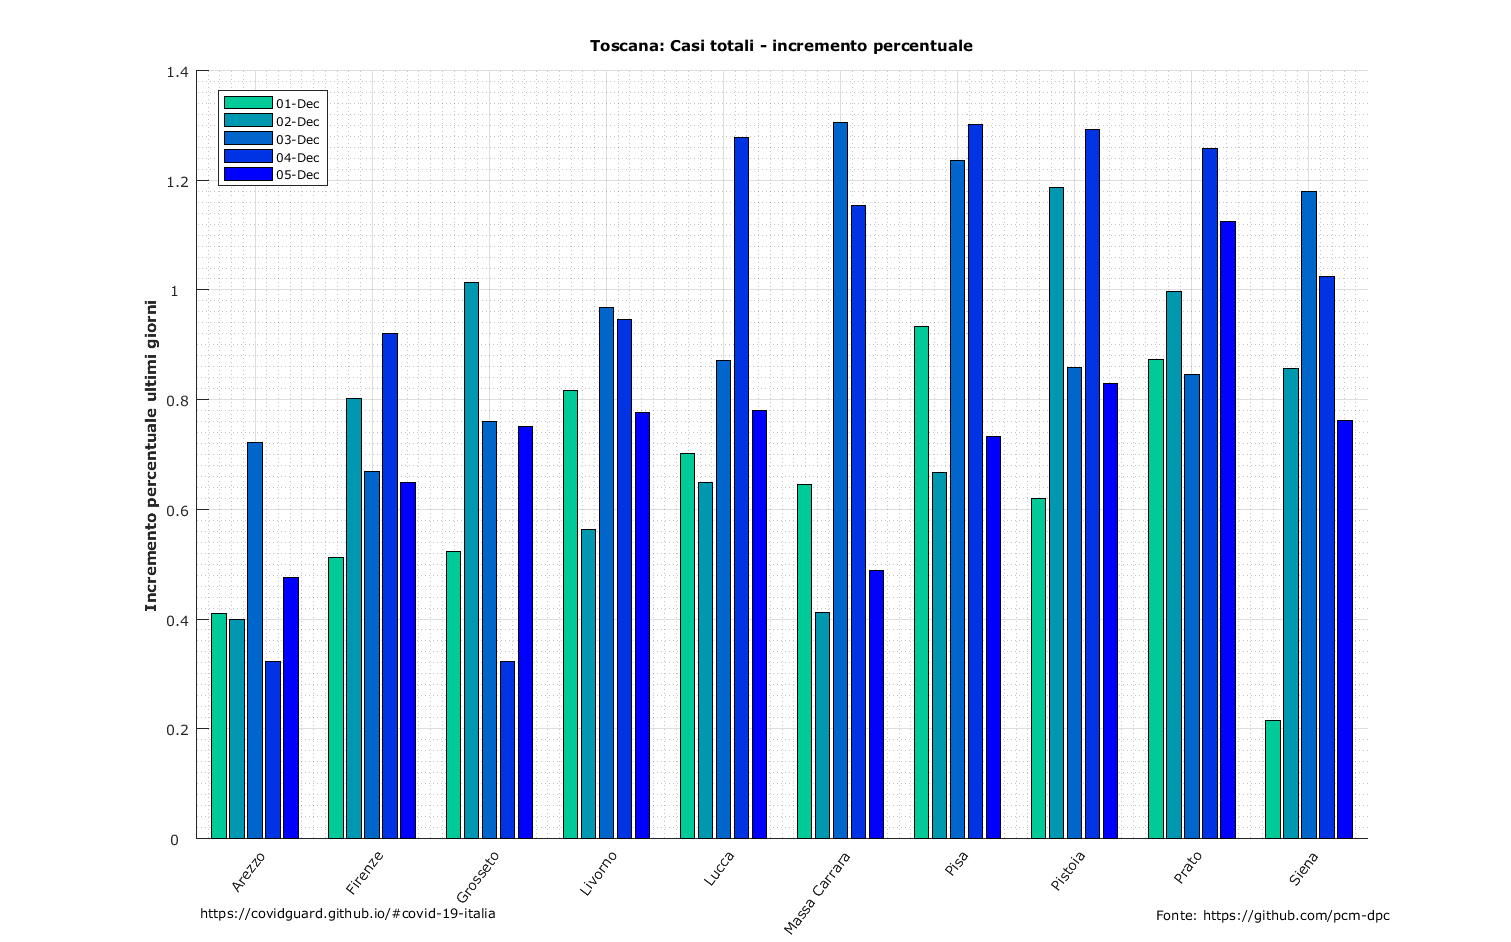 Toscana: Casi totali - incremento percentuale
1.4
1.2
1
0.8
0.6
0.4
0.2
0
Incremento percentuale ultimi giorni
01-Dec
02-Dec
03-Dec
04-Dec
05-Dec
Arezzo
Firenze
Grosseto
Livorno
Lucca
Massa Carrara
Pisa
Pistoia
Prato
Siena
https://covidguard.github.io/#covid-19-italia
Fonte: https://github.com/pcm-dpc